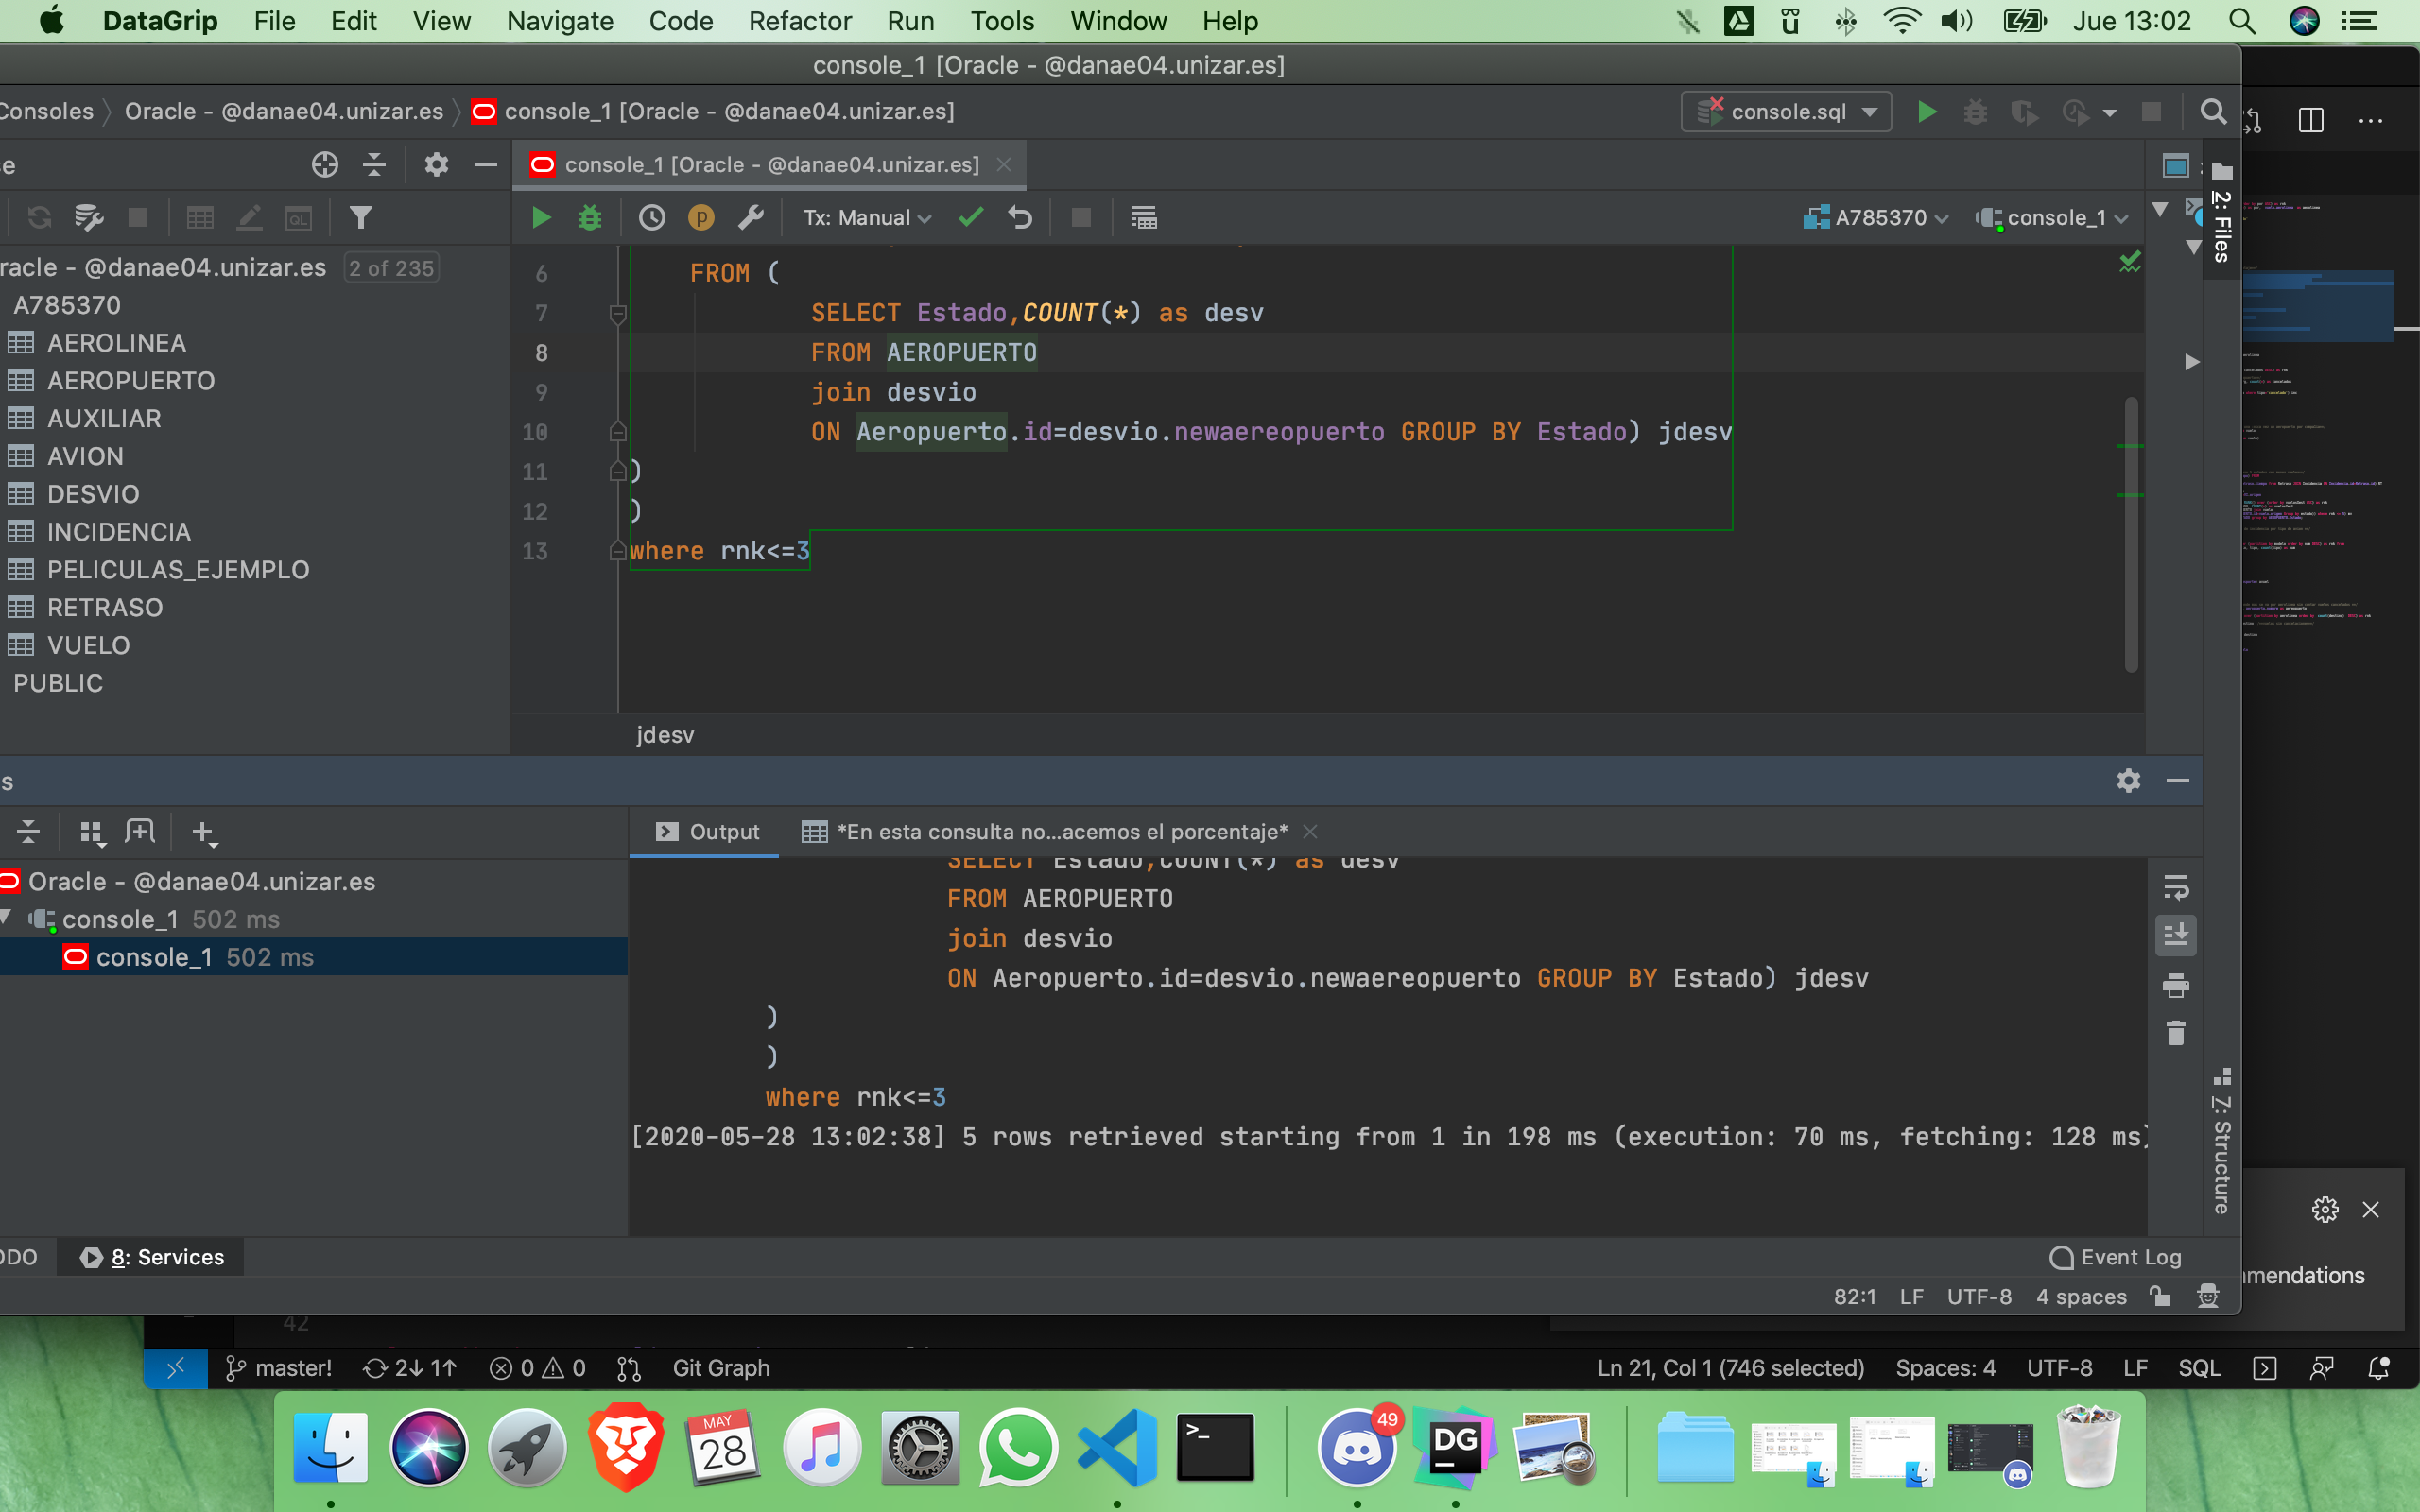 DataGrip File Edit View Navigate Code Refactor Run Tools Window Help Jue 13:02
console_1 [Oracle - @danae04.unizar.es]
Consoles Oracle - @danae04.unizar.es console_1 [Oracle - @danae04.unizar.es] console.sql
console_1 [Oracle - @danae04.unizar.es]
Tx: Manual A785370 console_1
2: Files
racle - @danae04.unizar.es 2 of 235
A785370
AEROLINEA
AEROPUERTO
AUXILIAR
AVION
DESVIO
INCIDENCIA
PELICULAS_EJEMPLO
RETRASO
VUELO
PUBLIC
6 FROM (
7 SELECT Estado,COUNT(*) as desv
8 FROM AEROPUERTO
9 join desvio
10 ON Aeropuerto.id=desvio.newaereopuerto GROUP BY Estado) jdesv
11 )
12 )
13 where rnk<=3
jdesv
s
Output *En esta consulta no...acemos el porcentaje*
Oracle - @danae04.unizar.es
console_1 502 ms
console_1 502 ms
SELECT Estado,COUNT(*) as desv
FROM AEROPUERTO
join desvio
ON Aeropuerto.id=desvio.newaereopuerto GROUP BY Estado) jdesv
)
)
where rnk<=3
[2020-05-28 13:02:38] 5 rows retrieved starting from 1 in 198 ms (execution: 70 ms, fetching: 128 ms)
7: Structure
ODO 8: Services Event Log
82:1 LF UTF-8 4 spaces
mmendations
42
master! 2↓ 1↑ 0 0 Git Graph Ln 21, Col 1 (746 selected) Spaces: 4 UTF-8 LF SQL
MAY
28
49
DG